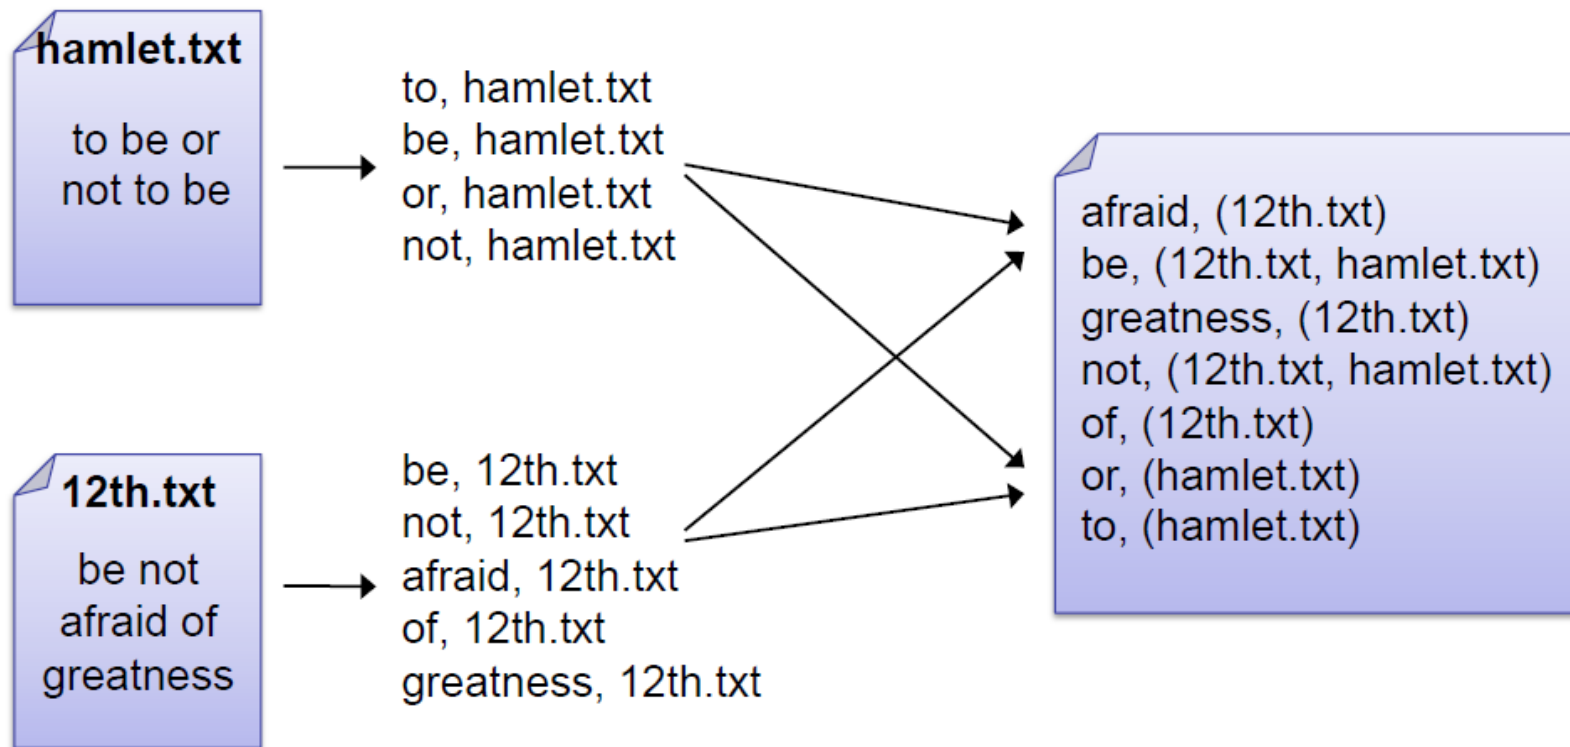 hamlet.txt
to be or
not to be
to, hamlet.txt
be, hamlet.txt
or, hamlet.txt
not, hamlet.txt
12th.txt
be not
afraid of
greatness
be, 12th.txt
not, 12th.txt
afraid, 12th.txt
of, 12th.txt
greatness, 12th.txt
afraid, (12th.txt)
be, (12th.txt, hamlet.txt)
greatness, (12th.txt)
not, (12th.txt, hamlet.txt)
of, (12th.txt)
or, (hamlet.txt)
to, (hamlet.txt)